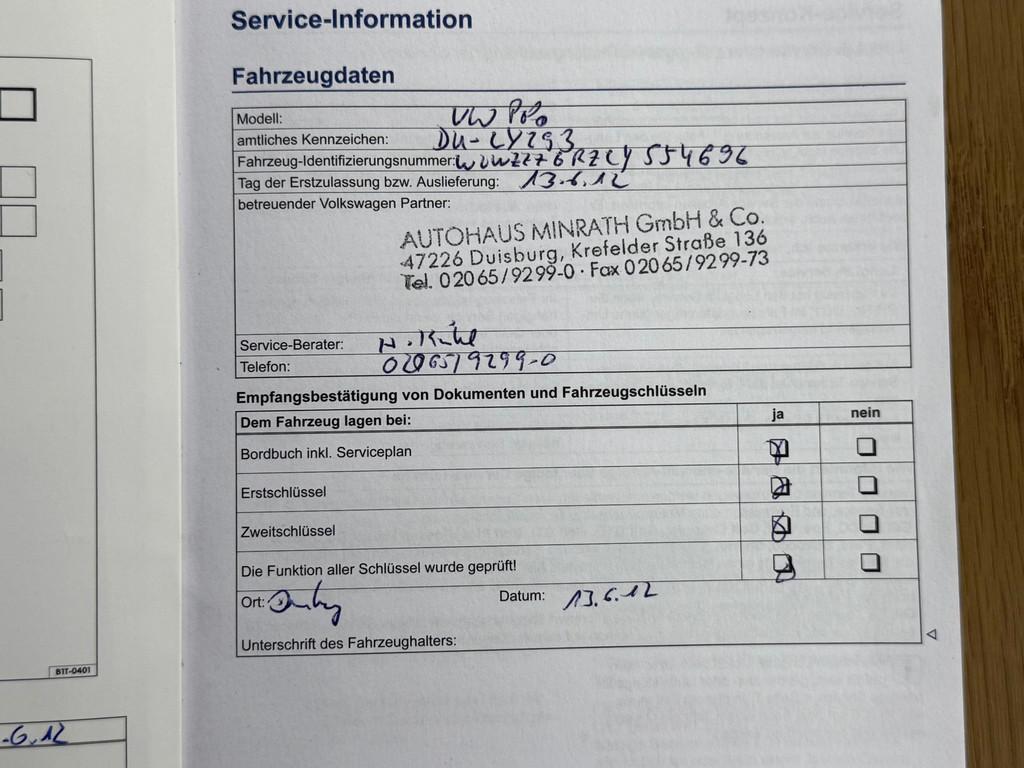 Service-Information
Fahrzeugdaten
Modell: VW Polo
amtliches Kennzeichen: DU-LY293
Fahrzeug-Identifizierungsnummer: WVWZZZ6RZCY554696
Tag der Erstzulassung bzw. Auslieferung: 13.6.12
betreuender Volkswagen Partner:
AUTOHAUS MINRATH GmbH & Co.
47226 Duisburg, Krefelder Straße 136
Tel. 02065/9299-0 · Fax 02065/9299-73
Service-Berater: H.
Telefon: 02065/9299-0
Empfangsbestätigung von Dokumenten und Fahrzeugschlüsseln
Dem Fahrzeug lagen bei: ja nein
Bordbuch inkl. Serviceplan
Erstschlüssel
Zweitschlüssel
Die Funktion aller Schlüssel wurde geprüft!
Ort: Datum: 13.6.12
Unterschrift des Fahrzeughalters:
B1T-0401
.6.12